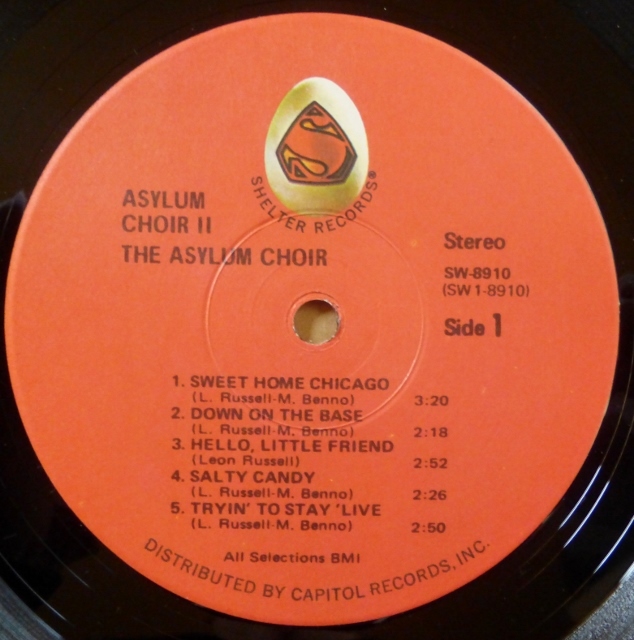 SHELTER RECORDS®
ASYLUM
CHOIR II
THE ASYLUM CHOIR
Stereo
SW-8910
(SW1-8910)
Side 1
1. SWEET HOME CHICAGO
(L. Russell-M. Benno) 3:20
2. DOWN ON THE BASE
(L. Russell-M. Benno) 2:18
3. HELLO, LITTLE FRIEND
(Leon Russell) 2:52
4. SALTY CANDY
(L. Russell-M. Benno) 2:26
5. TRYIN' TO STAY 'LIVE
(L. Russell-M. Benno) 2:50
All Selections BMI
DISTRIBUTED BY CAPITOL RECORDS, INC.